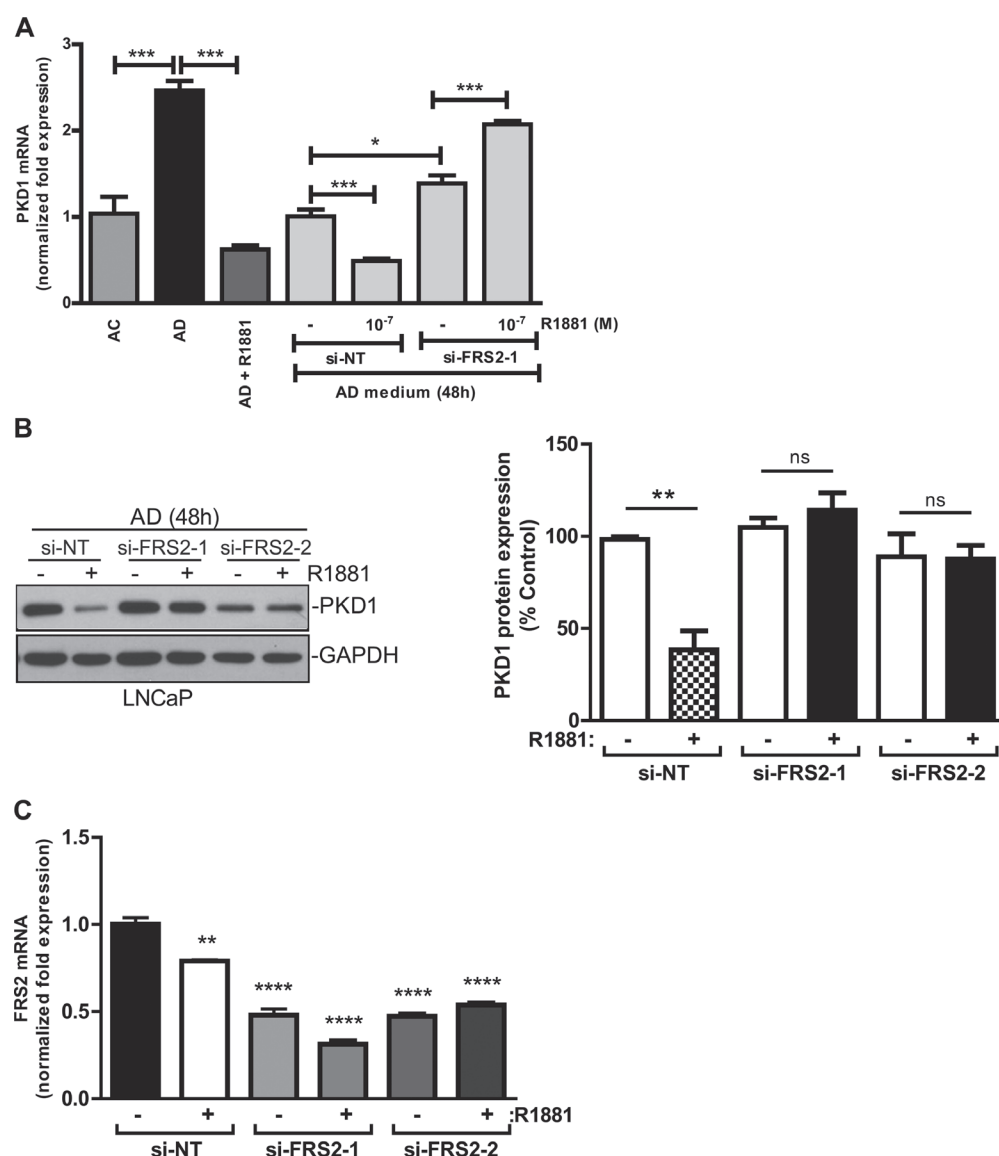 A
PKD1 mRNA
(normalized fold expression)
3
2
1
0
***
***
*
***
***
AC
AD
AD + R1881
-
10⁻⁷
-
10⁻⁷
R1881 (M)
si-NT
si-FRS2-1
AD medium (48h)
B
AD (48h)
si-NT
si-FRS2-1
si-FRS2-2
- + - + - +
R1881
-PKD1
-GAPDH
LNCaP
PKD1 protein expression
(% Control)
150
100
50
0
**
ns
ns
R1881: - + - + - +
si-NT
si-FRS2-1
si-FRS2-2
C
FRS2 mRNA
(normalized fold expression)
1.5
1.0
0.5
0.0
**
****
****
****
****
- + - + - + :R1881
si-NT
si-FRS2-1
si-FRS2-2